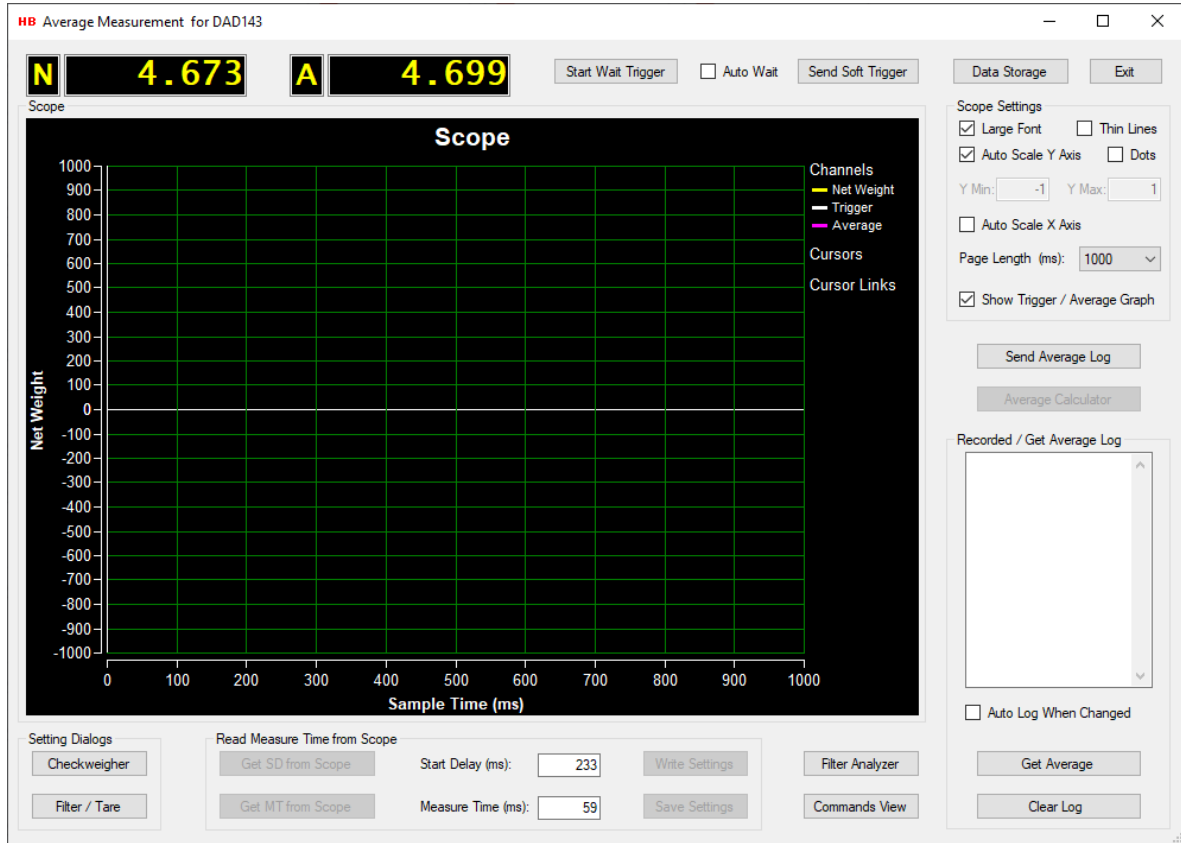 HB Average Measurement for DAD143
N 4.673 A 4.699 Start Wait Trigger Auto Wait Send Soft Trigger Data Storage Exit
Scope
Scope
1000
900
800
700
600
500
400
300
200
100
0
-100
-200
-300
-400
-500
-600
-700
-800
-900
-1000
Net Weight
0 100 200 300 400 500 600 700 800 900 1000
Sample Time (ms)
Channels
Net Weight
Trigger
Average
Cursors
Cursor Links
Scope Settings
Large Font Thin Lines
Auto Scale Y Axis Dots
Y Min: -1 Y Max: 1
Auto Scale X Axis
Page Length (ms): 1000
Show Trigger / Average Graph
Send Average Log
Average Calculator
Recorded / Get Average Log
Auto Log When Changed
Get Average
Clear Log
Setting Dialogs
Checkweigher
Filter / Tare
Read Measure Time from Scope
Get SD from Scope Start Delay (ms): 233 Write Settings
Get MT from Scope Measure Time (ms): 59 Save Settings
Filter Analyzer
Commands View